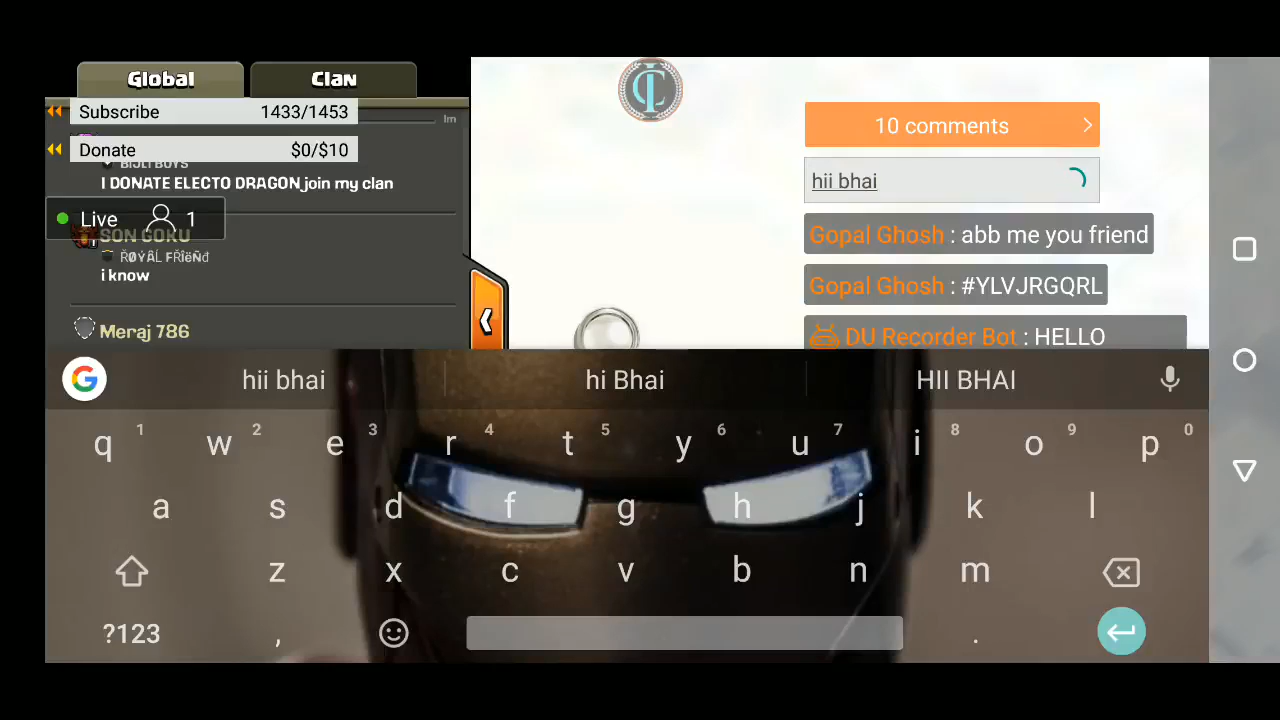 Global
Clan
Subscribe 1433/1453
1m
Donate $0/$10
BIJLI BOYS
I DONATE ELECTO DRAGON join my clan
Live 1
SON GOKU
ŘØŶÂĹ FŘÎëÑđ
i know
Meraj 786
10 comments
hii bhai
Gopal Ghosh : abb me you friend
Gopal Ghosh : #YLVJRGQRL
DU Recorder Bot : HELLO
G hii bhai hi Bhai HII BHAI
q 1 w 2 e 3 r 4 t 5 y 6 u 7 i 8 o 9 p 0
a s d f g h j k l
z x c v b n m
?123 , .